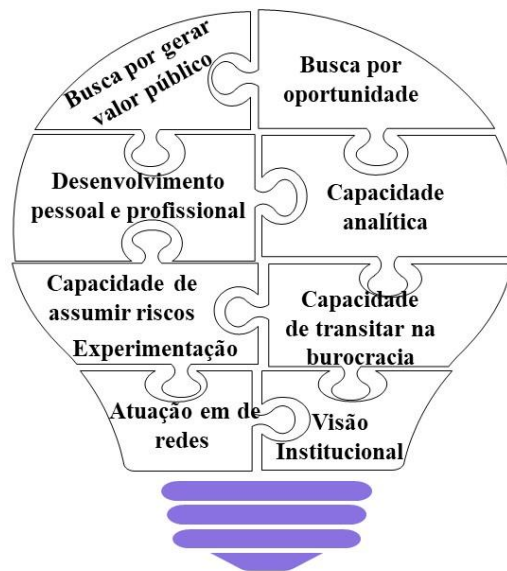 Busca por gerar
valor público
Busca por
oportunidade
Desenvolvimento
pessoal e profissional
Capacidade
analítica
Capacidade de
assumir riscos
Experimentação
Capacidade
de transitar na
burocracia
Atuação em de
redes
Visão
Institucional